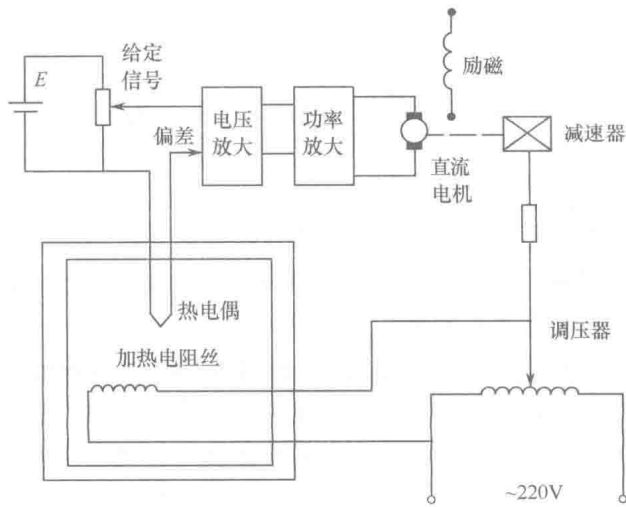 E
给定
信号
励磁
电压
放大
功率
放大
偏差
减速器
直流
电机
热电偶
加热电阻丝
调压器
~220V